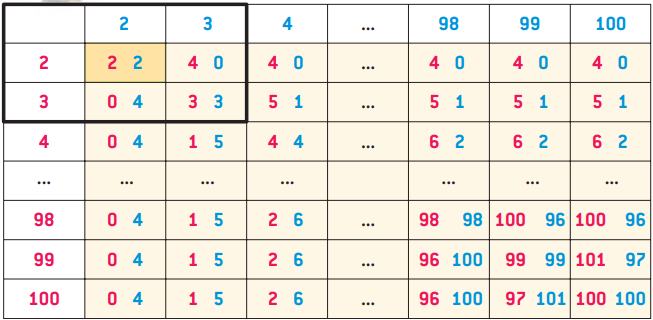 2 3 4 ... 98 99 100
2 2 2 4 0 4 0 ... 4 0 4 0 4 0
3 0 4 3 3 5 1 ... 5 1 5 1 5 1
4 0 4 1 5 4 4 ... 6 2 6 2 6 2
... ... ... ... ... ... ...
98 0 4 1 5 2 6 ... 98 98 100 96 100 96
99 0 4 1 5 2 6 ... 96 100 99 99 101 97
100 0 4 1 5 2 6 ... 96 100 97 101 100 100